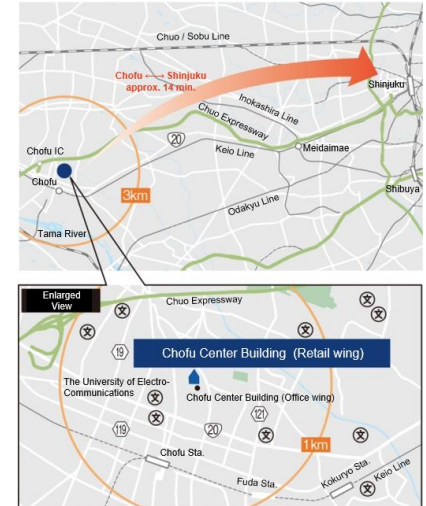 Chuo / Sobu Line
Chofu ⟷ Shinjuku
approx. 14 min.
Shinjuku
Inokashira Line
Chuo Expressway
20
Keio Line
Meidaimae
Chofu IC
Chofu
3km
Shibuya
Odakyu Line
Tama River
Enlarged
View
Chuo Expressway
文
文
文
文
文
19
Chofu Center Building (Retail wing)
The University of Electro-
Communications
文
Chofu Center Building (Office wing)
文
121
119
20
文
文
1km
Chofu Sta.
Fuda Sta.
Kokuryo Sta.
Keio Line
文